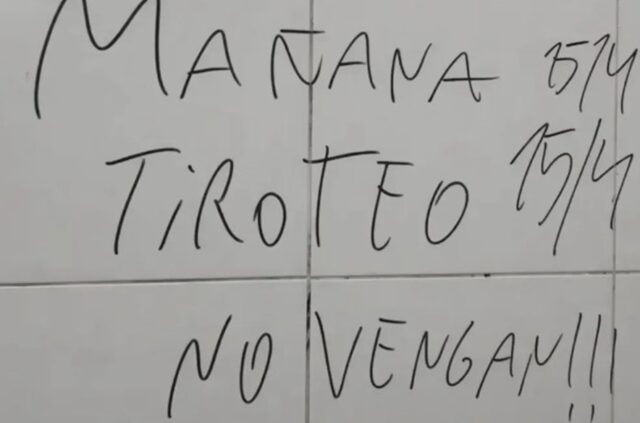 MAÑANA 15/4
TiROTEO 15/4
NO VENGAN!!!